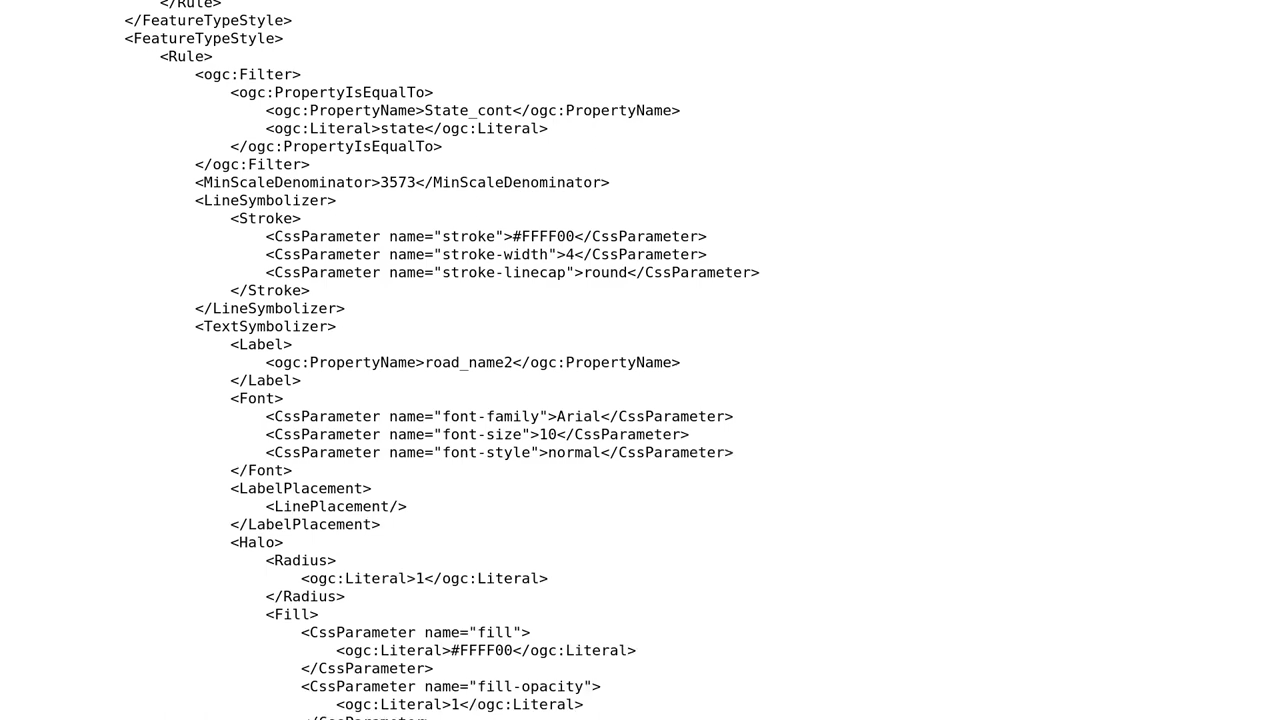 </Rule>
</FeatureTypeStyle>
<FeatureTypeStyle>
<Rule>
<ogc:Filter>
<ogc:PropertyIsEqualTo>
<ogc:PropertyName>State_cont</ogc:PropertyName>
<ogc:Literal>state</ogc:Literal>
</ogc:PropertyIsEqualTo>
</ogc:Filter>
<MinScaleDenominator>3573</MinScaleDenominator>
<LineSymbolizer>
<Stroke>
<CssParameter name="stroke">#FFFF00</CssParameter>
<CssParameter name="stroke-width">4</CssParameter>
<CssParameter name="stroke-linecap">round</CssParameter>
</Stroke>
</LineSymbolizer>
<TextSymbolizer>
<Label>
<ogc:PropertyName>road_name2</ogc:PropertyName>
</Label>
<Font>
<CssParameter name="font-family">Arial</CssParameter>
<CssParameter name="font-size">10</CssParameter>
<CssParameter name="font-style">normal</CssParameter>
</Font>
<LabelPlacement>
<LinePlacement/>
</LabelPlacement>
<Halo>
<Radius>
<ogc:Literal>1</ogc:Literal>
</Radius>
<Fill>
<CssParameter name="fill">
<ogc:Literal>#FFFF00</ogc:Literal>
</CssParameter>
<CssParameter name="fill-opacity">
<ogc:Literal>1</ogc:Literal>
</CssParameter>